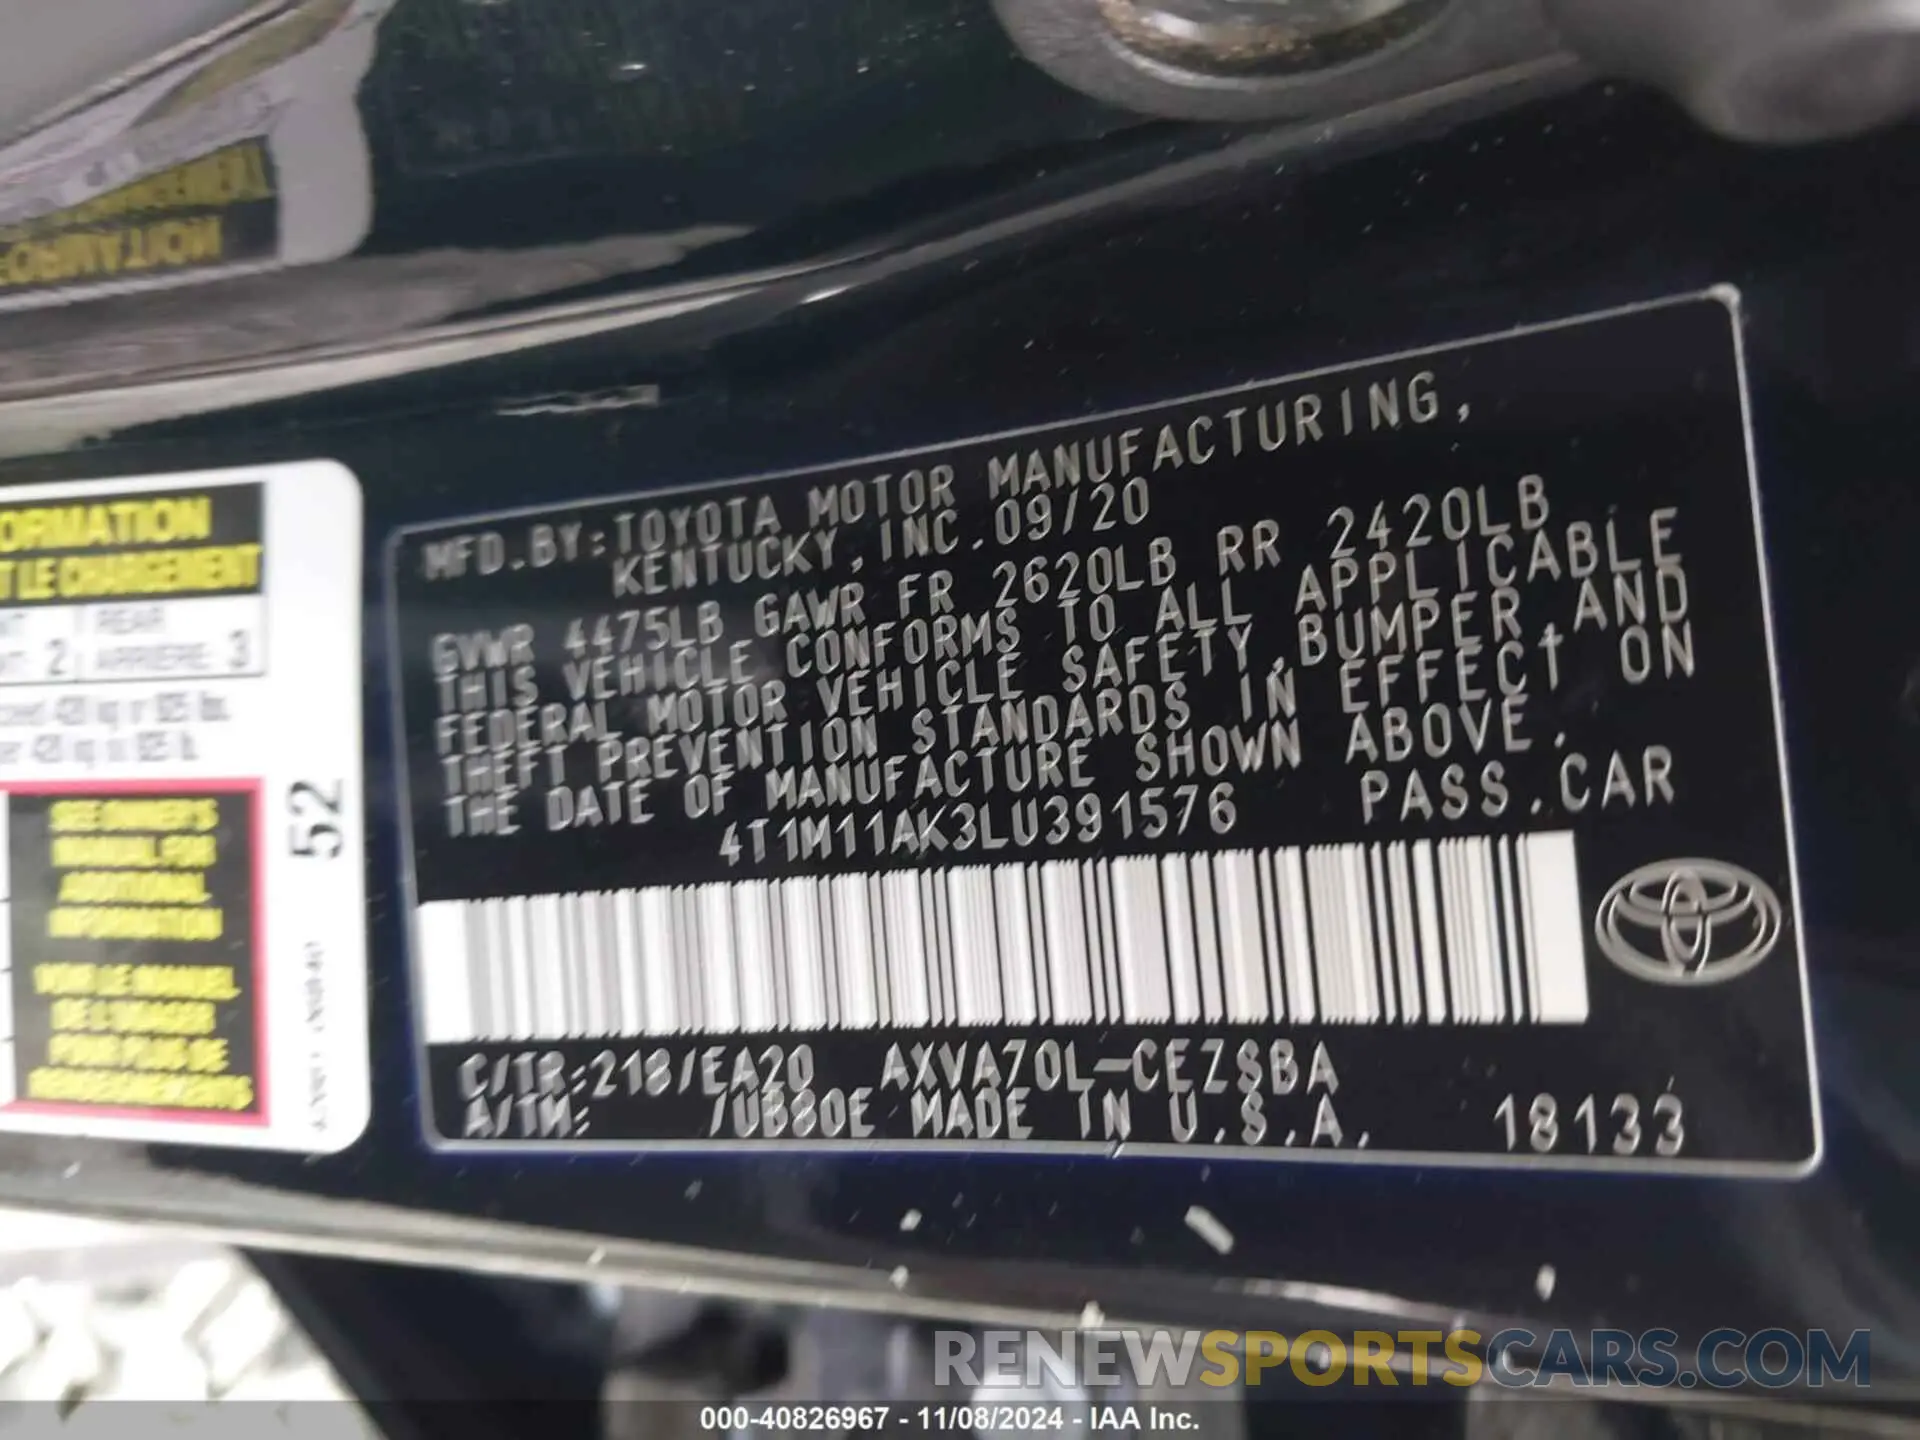 ORMATION
T LE CHARGEMENT
REAR
2 ARRIÈRE 3
SEE OWNER'S
MANUAL FOR
ADDITIONAL
INFORMATION
VOIR LE MANUEL
DE L'USAGER
POUR PLUS DE
RENSEIGNEMENTS
52
MFD.BY:TOYOTA MOTOR MANUFACTURING,
KENTUCKY, INC. 09/20
GVWR 4475LB GAWR FR 2620LB RR 2420LB
THIS VEHICLE CONFORMS TO ALL APPLICABLE
FEDERAL MOTOR VEHICLE SAFETY,BUMPER,AND
THEFT PREVENTION STANDARDS IN EFFECT ON
THE DATE OF MANUFACTURE SHOWN ABOVE.
4T1M11AK3LU391576 PASS.CAR
C/TR:218/EA20 AXVA70L-CEZSBA
A/TM: /UB80E MADE IN U.S.A. 18133
RENEWSPORTSCARS.COM
000-40826967 - 11/08/2024 - IAA Inc.